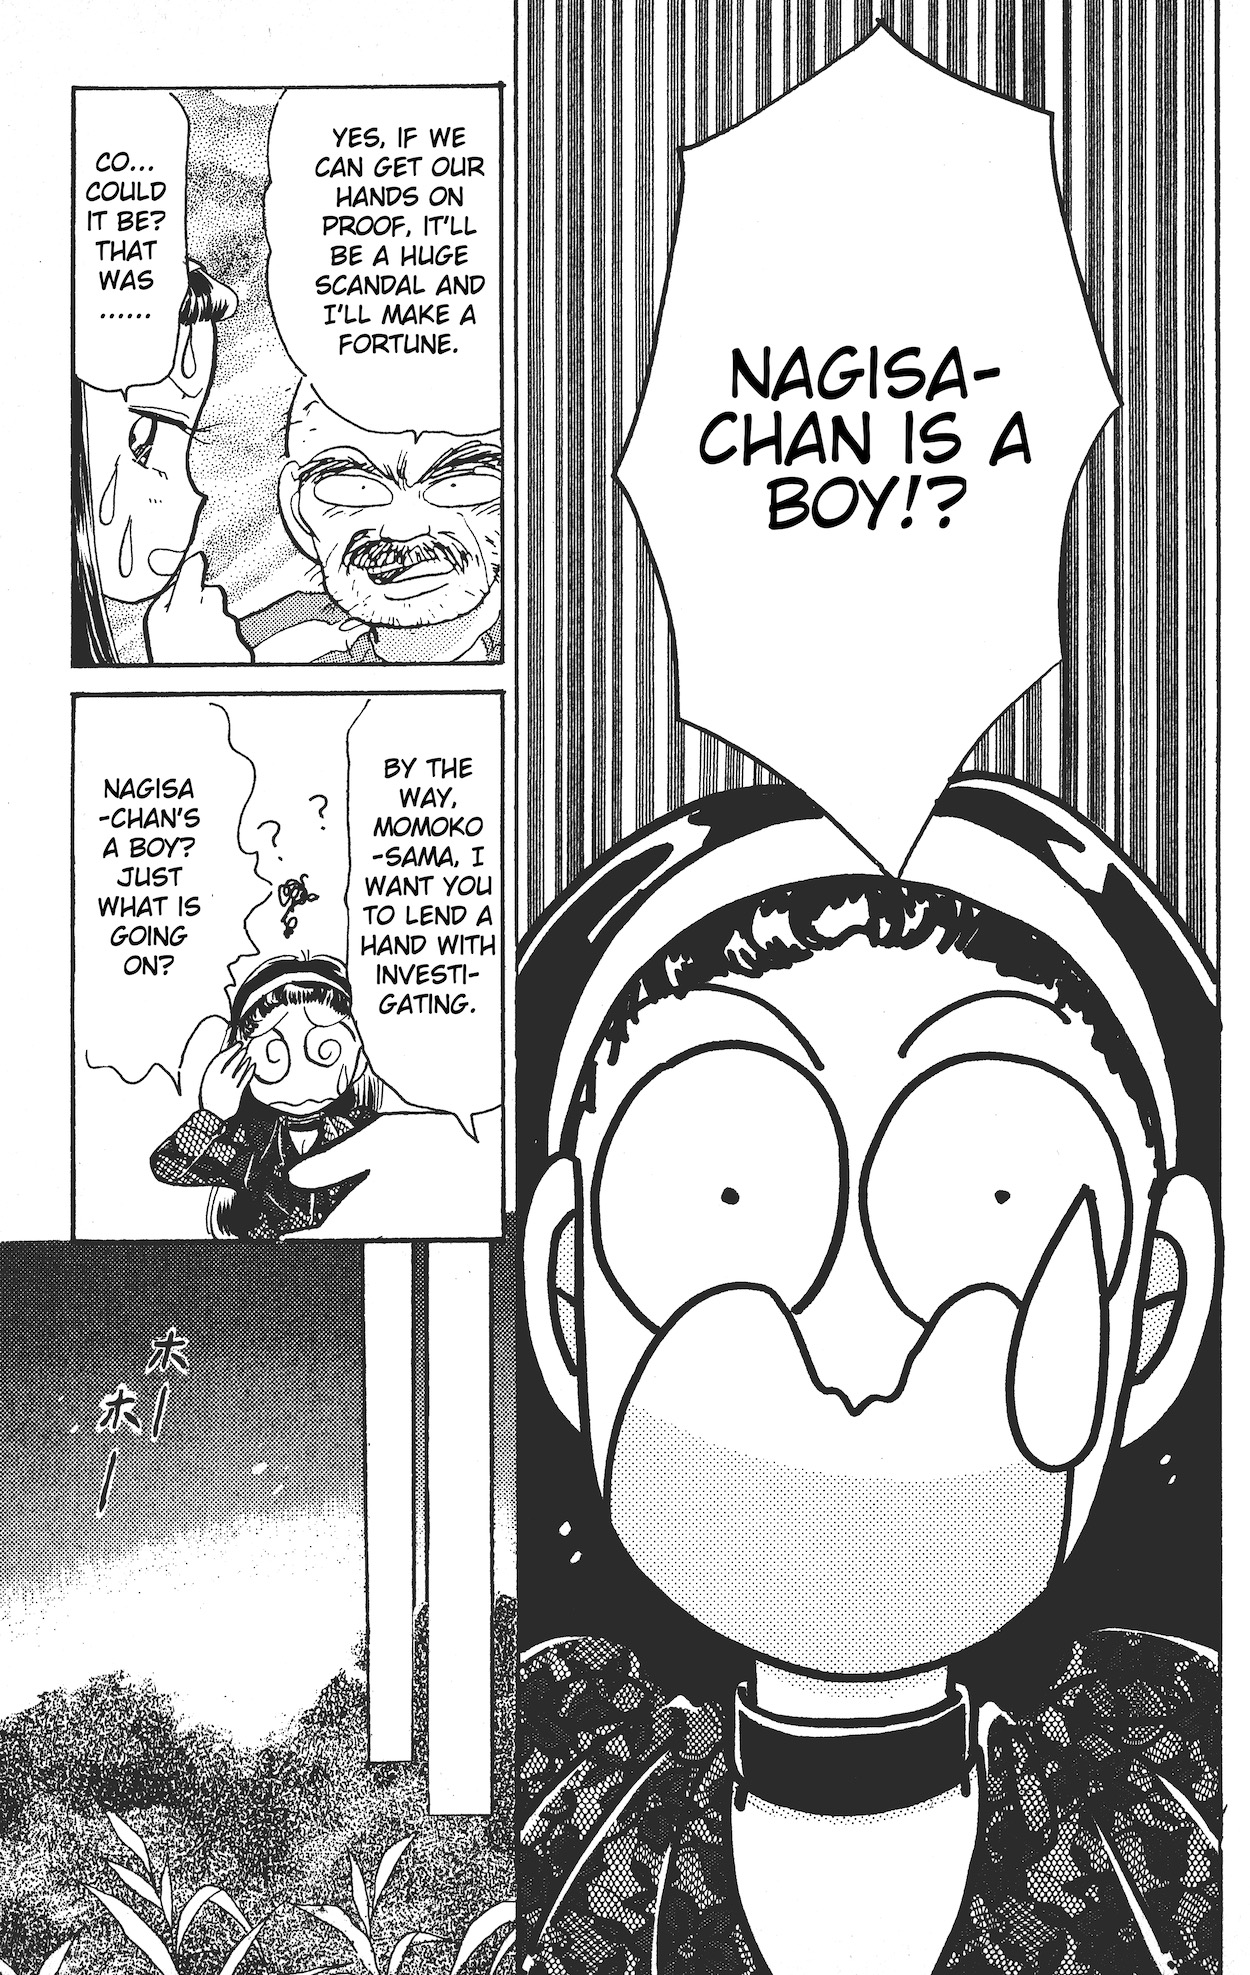 NAGISA-
CHAN IS A
BOY!?
YES, IF WE
CAN GET OUR
HANDS ON
PROOF, IT'LL
BE A HUGE
SCANDAL AND
I'LL MAKE A
FORTUNE.
CO...
COULD
IT BE?
THAT
WAS
......
BY THE
WAY,
MOMOKO
-SAMA, I
WANT YOU
TO LEND A
HAND WITH
INVESTI-
GATING.
?
?
NAGISA
-CHAN'S
A BOY?
JUST
WHAT IS
GOING
ON?
ホー
ホー